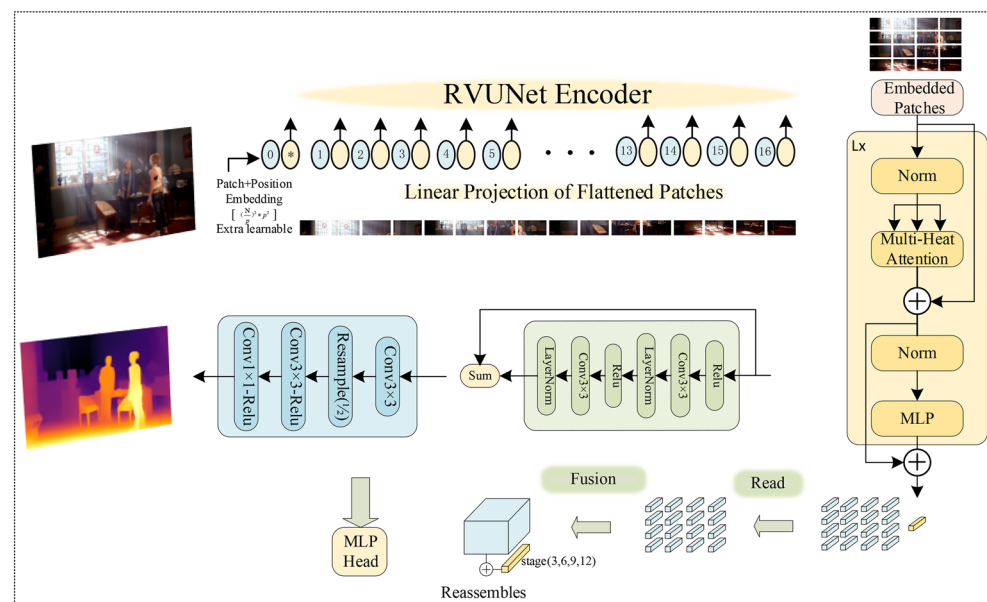 RVUNet Encoder
Embedded
Patches
0 * 1 2 3 4 5 . . . 13 14 15 16
Lx
Norm
Patch+Position
Embedding
[ (N/p)² * p² ]
Extra learnable
Linear Projection of Flattened Patches
Multi-Heat
Attention
Norm
MLP
Conv1×1-Relu
Conv3×3-Relu
Resample(½)
Conv3×3
Sum
LayerNorm
Conv3×3
Relu
LayerNorm
Conv3×3
Relu
Fusion
Read
MLP
Head
stage(3,6,9,12)
Reassembles